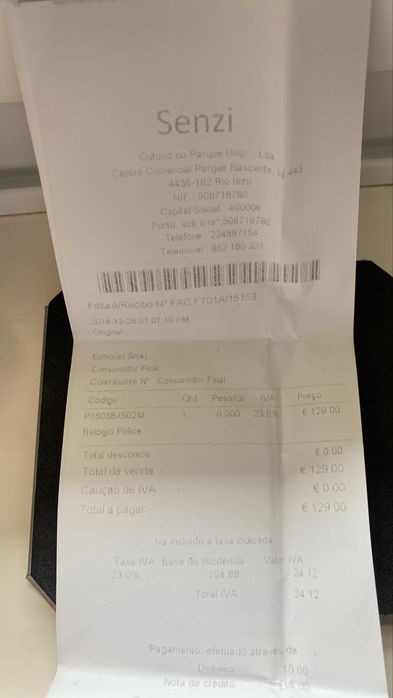 Senzi
Outono no Parque Unip. , Lda
Centro Comercial Parque Nascente, Lj 443
4435-182 Rio tinto
NIF : 508716780
Capital Social : 40000€
Porto, sob o nº 508716780
Telefone : 224887154
Telemóvel : 962 180 321
Fatura/Recibo Nº FAC FT01A/16153
2018-12-28 07:07:10 PM
Original
Exmo(a) Sr(a)
Consumidor Final
Contribuinte Nº Consumidor Final
Código Qtd Peso/Gr IVA Preço
P15038JS02M 1 0.000 23.0% € 129.00
Relogio Police
Total descontos € 0.00
Total da venda € 129.00
Caução de IVA € 0.00
Total a pagar € 129.00
Iva incluído à taxa indicada
Taxa IVA Base de incidência Valor IVA
23.0% 104.88 24.12
Total IVA 24.12
Pagamento efetuado através de :
Dinheiro 10.00
Nota de crédito